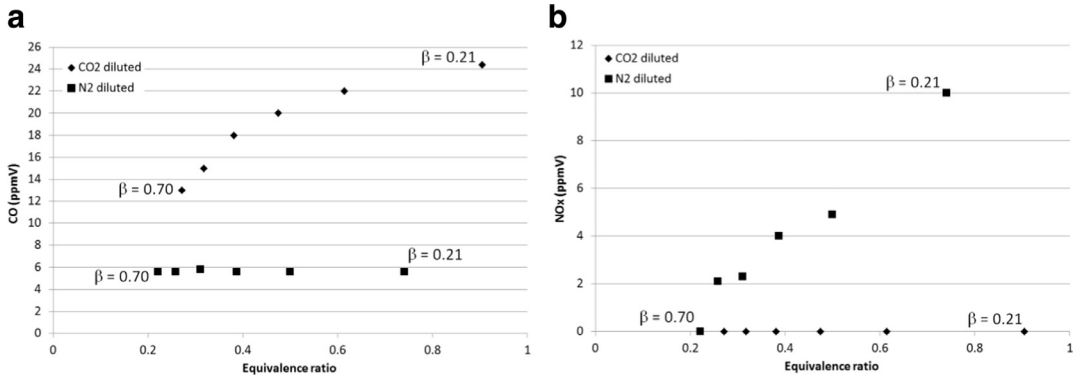 a
26
24
22
20
18
16
14
12
10
8
6
4
2
0
CO (ppmV)
CO2 diluted
N2 diluted
β = 0.21
β = 0.70
β = 0.21
β = 0.70
0 0.2 0.4 0.6 0.8 1
Equivalence ratio
b
12
10
8
6
4
2
0
NOx (ppmV)
CO2 diluted
N2 diluted
β = 0.21
β = 0.70
β = 0.21
0 0.2 0.4 0.6 0.8 1
Equivalence ratio